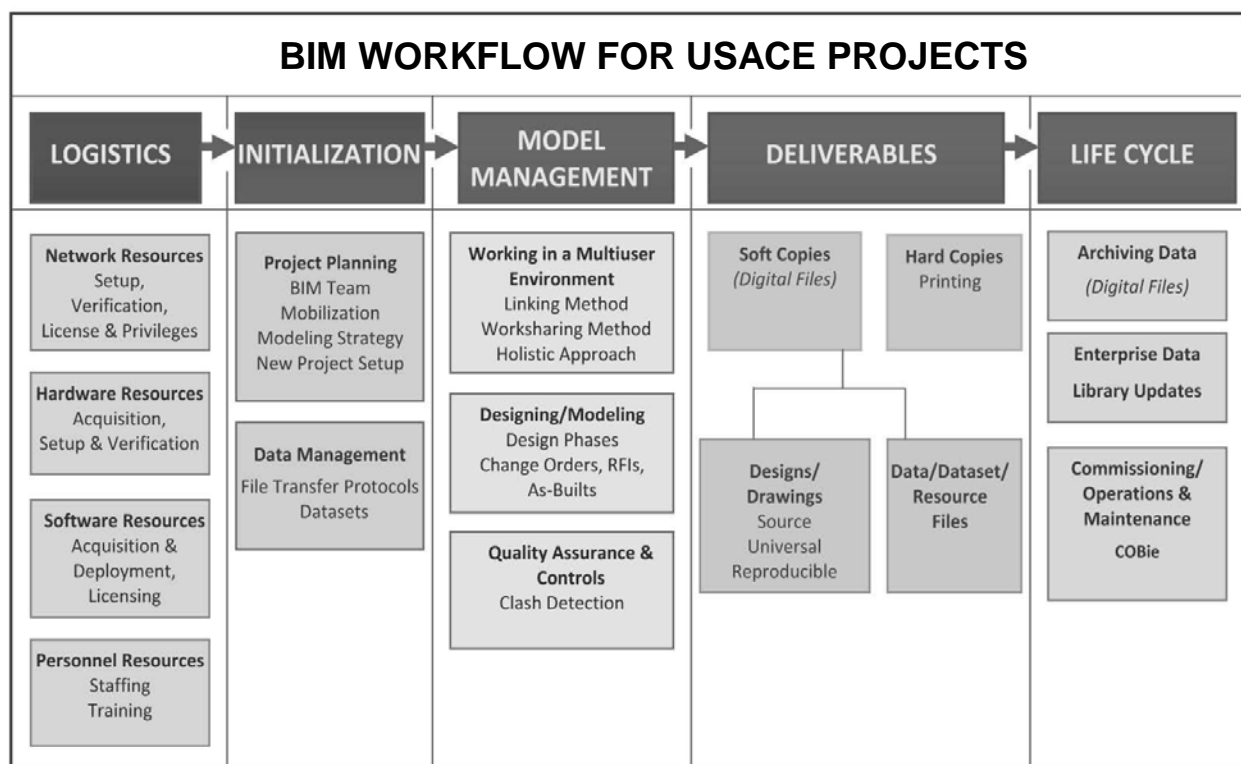 BIM WORKFLOW FOR USACE PROJECTS
LOGISTICS
INITIALIZATION
MODEL
MANAGEMENT
DELIVERABLES
LIFE CYCLE
Network Resources
Setup,
Verification,
License & Privileges
Hardware Resources
Acquisition,
Setup & Verification
Software Resources
Acquisition &
Deployment,
Licensing
Personnel Resources
Staffing
Training
Project Planning
BIM Team
Mobilization
Modeling Strategy
New Project Setup
Data Management
File Transfer Protocols
Datasets
Working in a Multiuser
Environment
Linking Method
Worksharing Method
Holistic Approach
Designing/Modeling
Design Phases
Change Orders, RFIs,
As-Builts
Quality Assurance &
Controls
Clash Detection
Soft Copies
(Digital Files)
Hard Copies
Printing
Designs/
Drawings
Source
Universal
Reproducible
Data/Dataset/
Resource
Files
Archiving Data
(Digital Files)
Enterprise Data
Library Updates
Commissioning/
Operations &
Maintenance
COBie